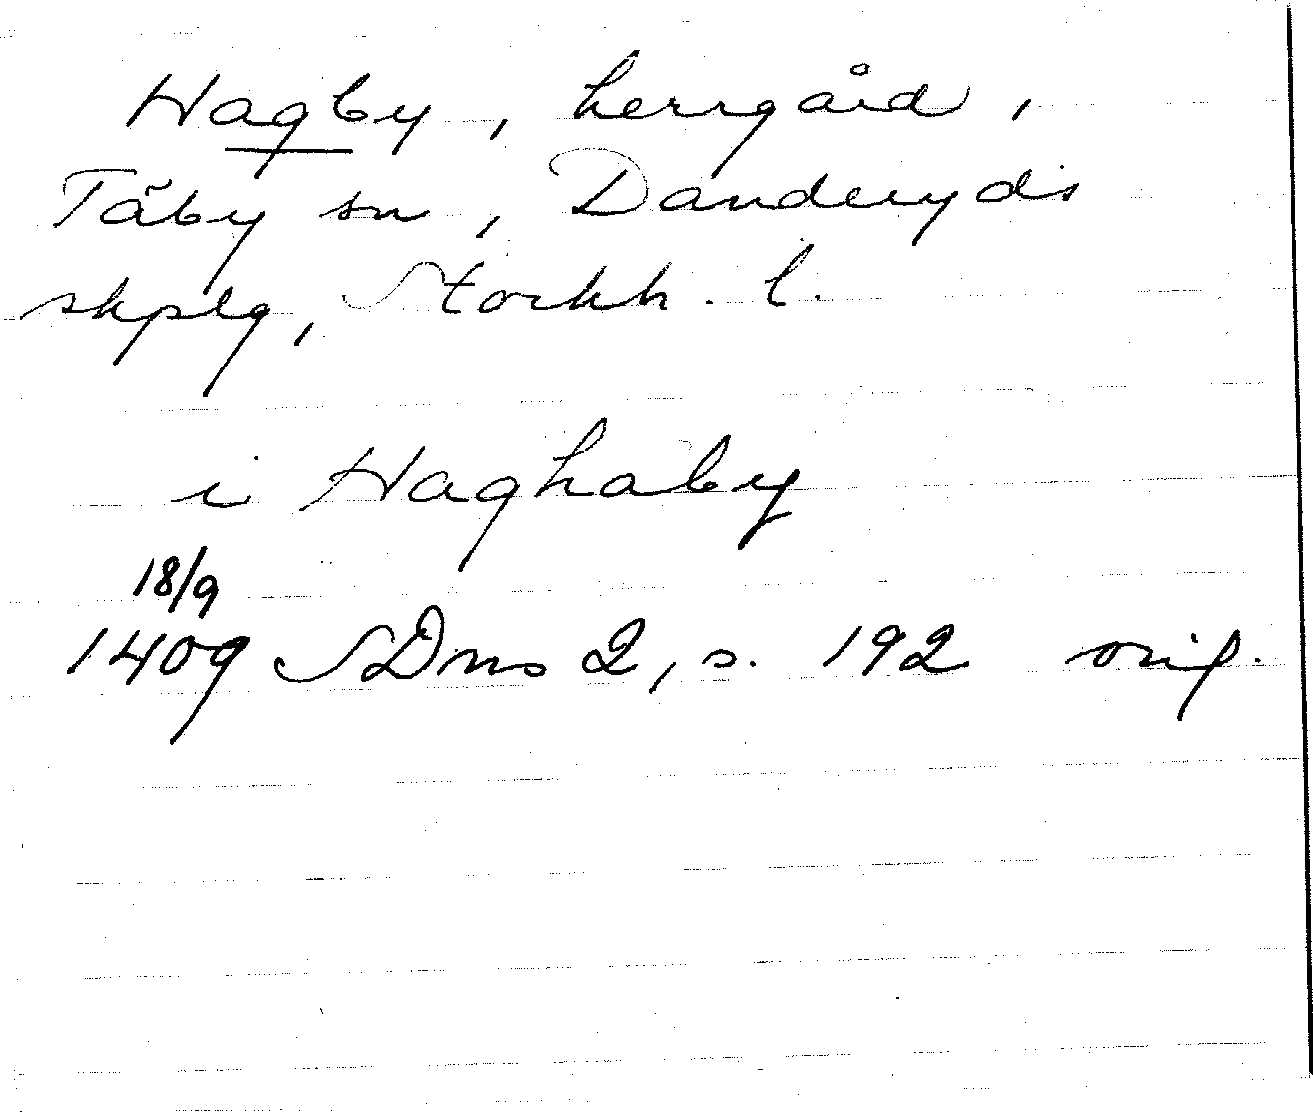 Hagby, herrgård,
Täby sn, Danderyds
skplg, Stockh. l.
i Haghaby
18/9
1409 SDns 2, s. 192 orig.